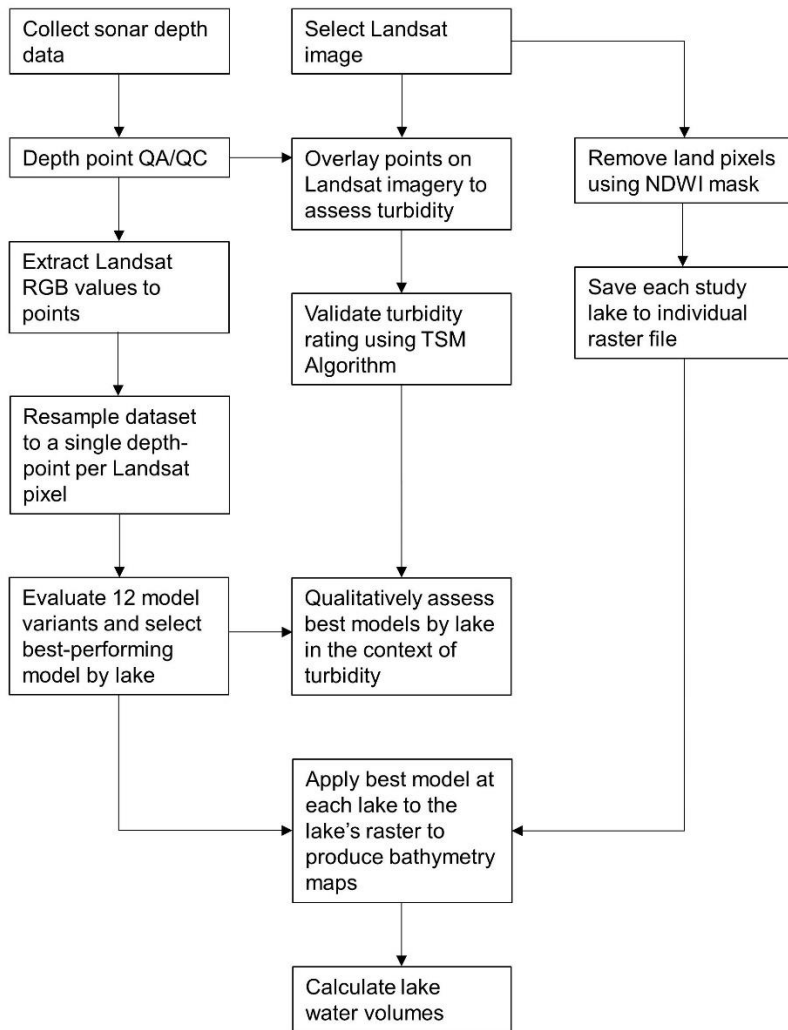 Collect sonar depth
data
Select Landsat
image
Depth point QA/QC
Overlay points on
Landsat imagery to
assess turbidity
Remove land pixels
using NDWI mask
Extract Landsat
RGB values to
points
Validate turbidity
rating using TSM
Algorithm
Save each study
lake to individual
raster file
Resample dataset
to a single depth-
point per Landsat
pixel
Evaluate 12 model
variants and select
best-performing
model by lake
Qualitatively assess
best models by lake
in the context of
turbidity
Apply best model at
each lake to the
lake's raster to
produce bathymetry
maps
Calculate lake
water volumes